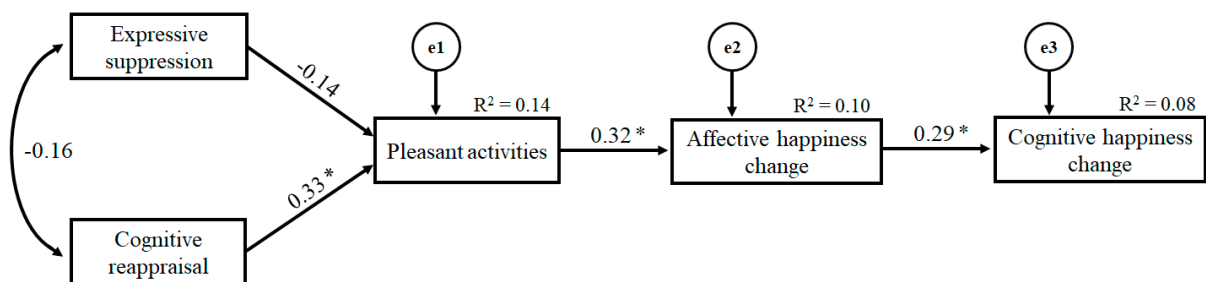 Expressive
suppression
-0.14
-0.16
Cognitive
reappraisal
0.33 *
e1
R² = 0.14
Pleasant activities
0.32 *
e2
R² = 0.10
Affective happiness
change
0.29 *
e3
R² = 0.08
Cognitive happiness
change